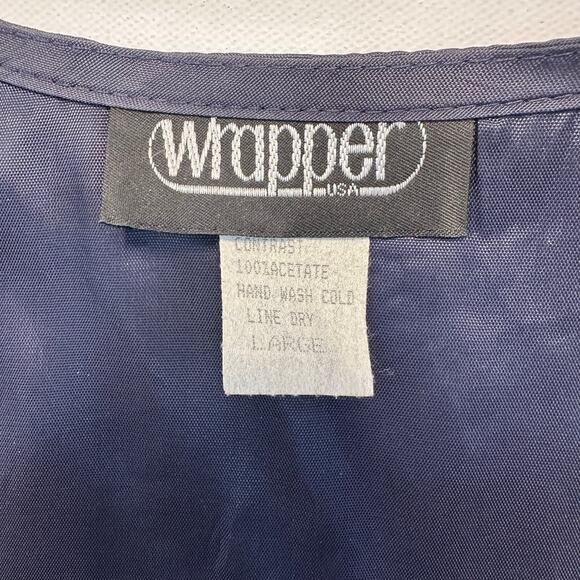 wrapper
USA
CONTRAST
100%ACETATE
HAND WASH COLD
LINE DRY
LARGE